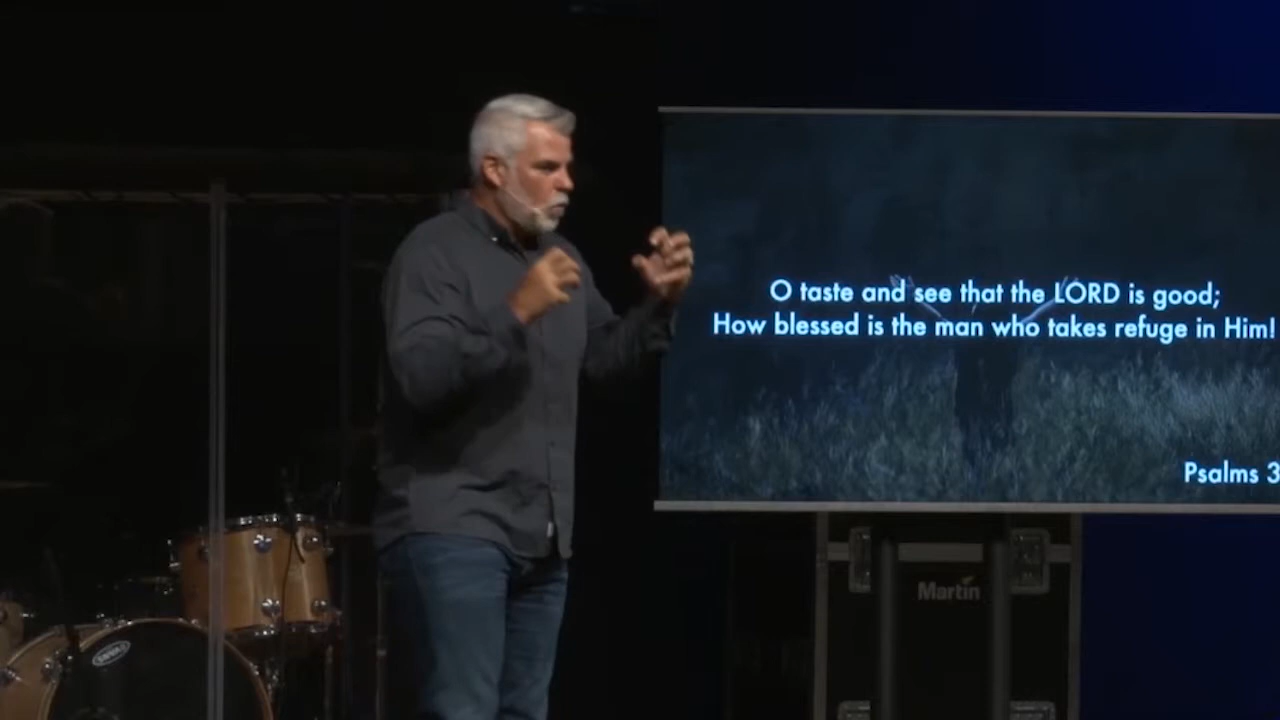 O taste and see that the LORD is good;
How blessed is the man who takes refuge in Him!
Psalms 3
Martin
EVANS